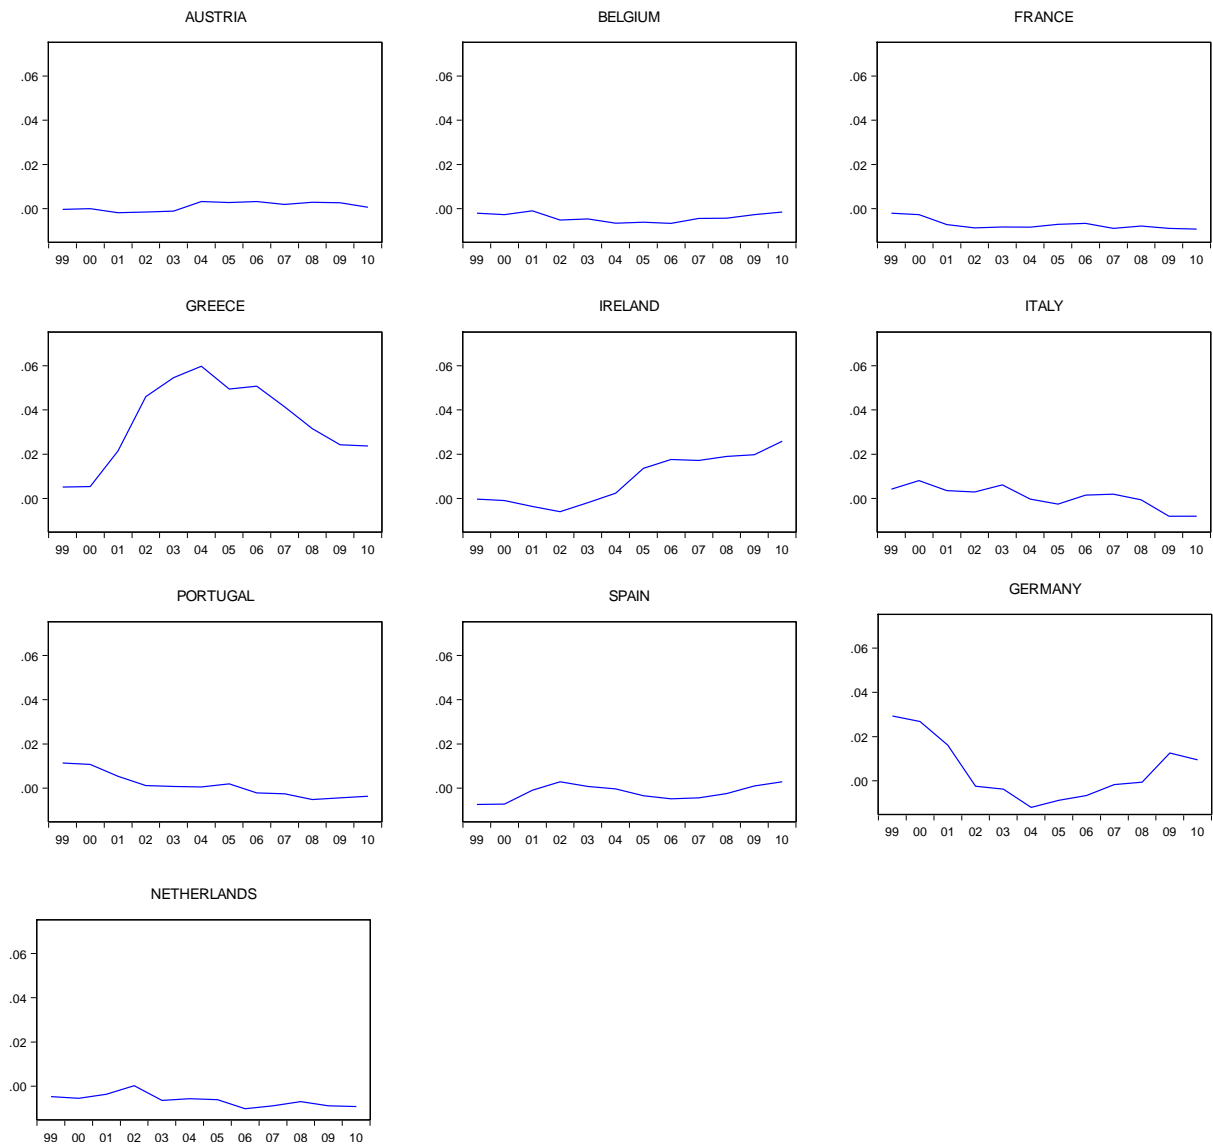 AUSTRIA BELGIUM FRANCE
.06 .06 .06
.04 .04 .04
.02 .02 .02
.00 .00 .00
99 00 01 02 03 04 05 06 07 08 09 10 99 00 01 02 03 04 05 06 07 08 09 10 99 00 01 02 03 04 05 06 07 08 09 10
GREECE IRELAND ITALY
.06 .06 .06
.04 .04 .04
.02 .02 .02
.00 .00 .00
99 00 01 02 03 04 05 06 07 08 09 10 99 00 01 02 03 04 05 06 07 08 09 10 99 00 01 02 03 04 05 06 07 08 09 10
PORTUGAL SPAIN GERMANY
.06 .06 .06
.04 .04 .04
.02 .02 .02
.00 .00 .00
99 00 01 02 03 04 05 06 07 08 09 10 99 00 01 02 03 04 05 06 07 08 09 10 99 00 01 02 03 04 05 06 07 08 09 10
NETHERLANDS
.06
.04
.02
.00
99 00 01 02 03 04 05 06 07 08 09 10